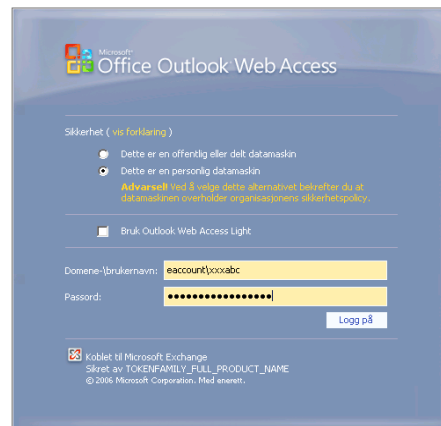 Microsoft®
Office Outlook Web Access
Sikkerhet ( vis forklaring )
Dette er en offentlig eller delt datamaskin
Dette er en personlig datamaskin
Advarsel! Ved å velge dette alternativet bekrefter du at
datamaskinen overholder organisasjonens sikkerhetspolicy.
Bruk Outlook Web Access Light
Domene-\brukernavn: eaccount\xxxabc
Passord: ●●●●●●●●●●●●●●●●●
Logg på
Koblet til Microsoft Exchange
Sikret av TOKENFAMILY_FULL_PRODUCT_NAME
© 2006 Microsoft Corporation. Med enerett.